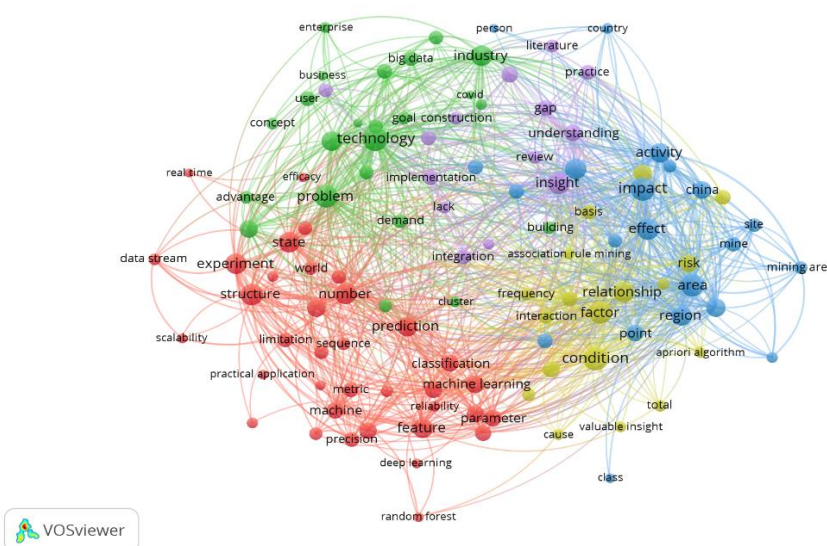 enterprise
person
country
literature
big data
industry
business
practice
user
covid
gap
concept
goal
construction
technology
understanding
activity
review
real time
efficacy
implementation
insight
impact
china
advantage
problem
lack
basis
demand
building
effect
site
state
mine
data stream
experiment
world
integration
association rule mining
risk
mining are
structure
number
frequency
relationship
area
cluster
interaction
factor
region
prediction
point
scalability
limitation
sequence
condition
apriori algorithm
classification
practical application
metric
machine learning
machine
reliability
parameter
total
precision
feature
cause
valuable insight
deep learning
class
random forest
VOSviewer